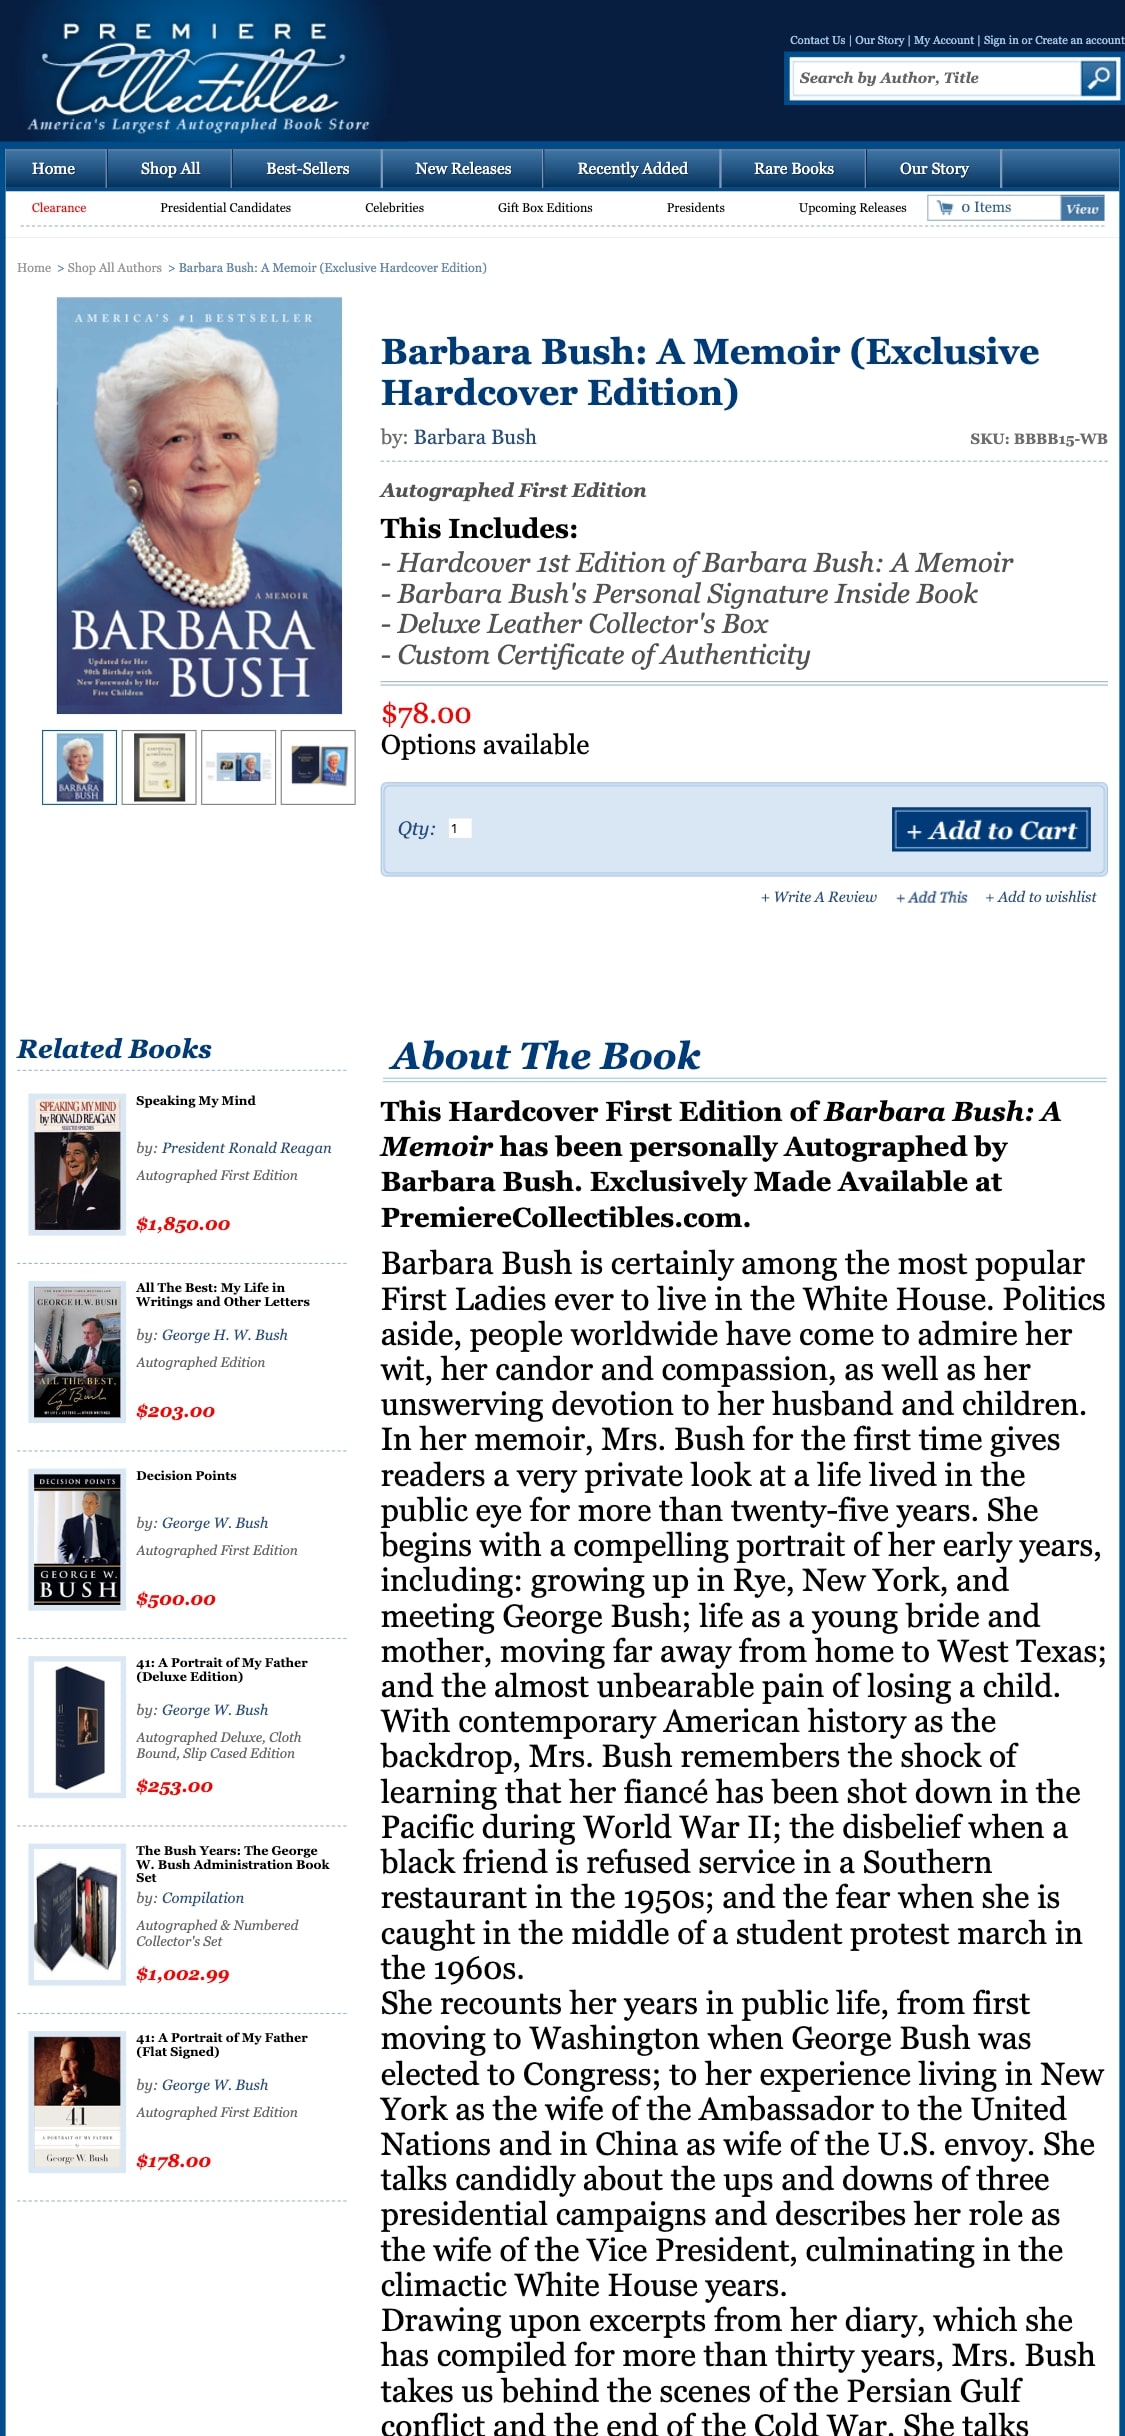 PREMIERE
Collectibles
America's Largest Autographed Book Store
Contact Us | Our Story | My Account | Sign in or Create an account
Search by Author, Title
Home
Shop All
Best-Sellers
New Releases
Recently Added
Rare Books
Our Story
Clearance
Presidential Candidates
Celebrities
Gift Box Editions
Presidents
Upcoming Releases
0 Items
View
Home > Shop All Authors > Barbara Bush: A Memoir (Exclusive Hardcover Edition)
AMERICA'S #1 BESTSELLER
A MEMOIR
BARBARA
BUSH
Updated for Her
90th Birthday with
New Forewords by Her
Five Children
BARBARA
BUSH
Barbara Bush: A Memoir (Exclusive
Hardcover Edition)
by: Barbara Bush
SKU: BBBB15-WB
Autographed First Edition
This Includes:
- Hardcover 1st Edition of Barbara Bush: A Memoir
- Barbara Bush's Personal Signature Inside Book
- Deluxe Leather Collector's Box
- Custom Certificate of Authenticity
$78.00
Options available
Qty: 1
+ Add to Cart
+ Write A Review + Add This + Add to wishlist
Related Books
SPEAKING MY MIND
by RONALD REAGAN
SELECTED SPEECHES
Speaking My Mind
by: President Ronald Reagan
Autographed First Edition
$1,850.00
GEORGE H.W. BUSH
ALL THE BEST,
All The Best: My Life in
Writings and Other Letters
by: George H. W. Bush
Autographed Edition
$203.00
DECISION POINTS
GEORGE W.
BUSH
Decision Points
by: George W. Bush
Autographed First Edition
$500.00
41: A Portrait of My Father
(Deluxe Edition)
by: George W. Bush
Autographed Deluxe, Cloth
Bound, Slip Cased Edition
$253.00
The Bush Years: The George
W. Bush Administration Book
Set
by: Compilation
Autographed & Numbered
Collector's Set
$1,002.99
41
A PORTRAIT OF MY FATHER
George W. Bush
41: A Portrait of My Father
(Flat Signed)
by: George W. Bush
Autographed First Edition
$178.00
About The Book
This Hardcover First Edition of Barbara Bush: A
Memoir has been personally Autographed by
Barbara Bush. Exclusively Made Available at
PremiereCollectibles.com.
Barbara Bush is certainly among the most popular
First Ladies ever to live in the White House. Politics
aside, people worldwide have come to admire her
wit, her candor and compassion, as well as her
unswerving devotion to her husband and children.
In her memoir, Mrs. Bush for the first time gives
readers a very private look at a life lived in the
public eye for more than twenty-five years. She
begins with a compelling portrait of her early years,
including: growing up in Rye, New York, and
meeting George Bush; life as a young bride and
mother, moving far away from home to West Texas;
and the almost unbearable pain of losing a child.
With contemporary American history as the
backdrop, Mrs. Bush remembers the shock of
learning that her fiancé has been shot down in the
Pacific during World War II; the disbelief when a
black friend is refused service in a Southern
restaurant in the 1950s; and the fear when she is
caught in the middle of a student protest march in
the 1960s.
She recounts her years in public life, from first
moving to Washington when George Bush was
elected to Congress; to her experience living in New
York as the wife of the Ambassador to the United
Nations and in China as wife of the U.S. envoy. She
talks candidly about the ups and downs of three
presidential campaigns and describes her role as
the wife of the Vice President, culminating in the
climactic White House years.
Drawing upon excerpts from her diary, which she
has compiled for more than thirty years, Mrs. Bush
takes us behind the scenes of the Persian Gulf
conflict and the end of the Cold War. She talks